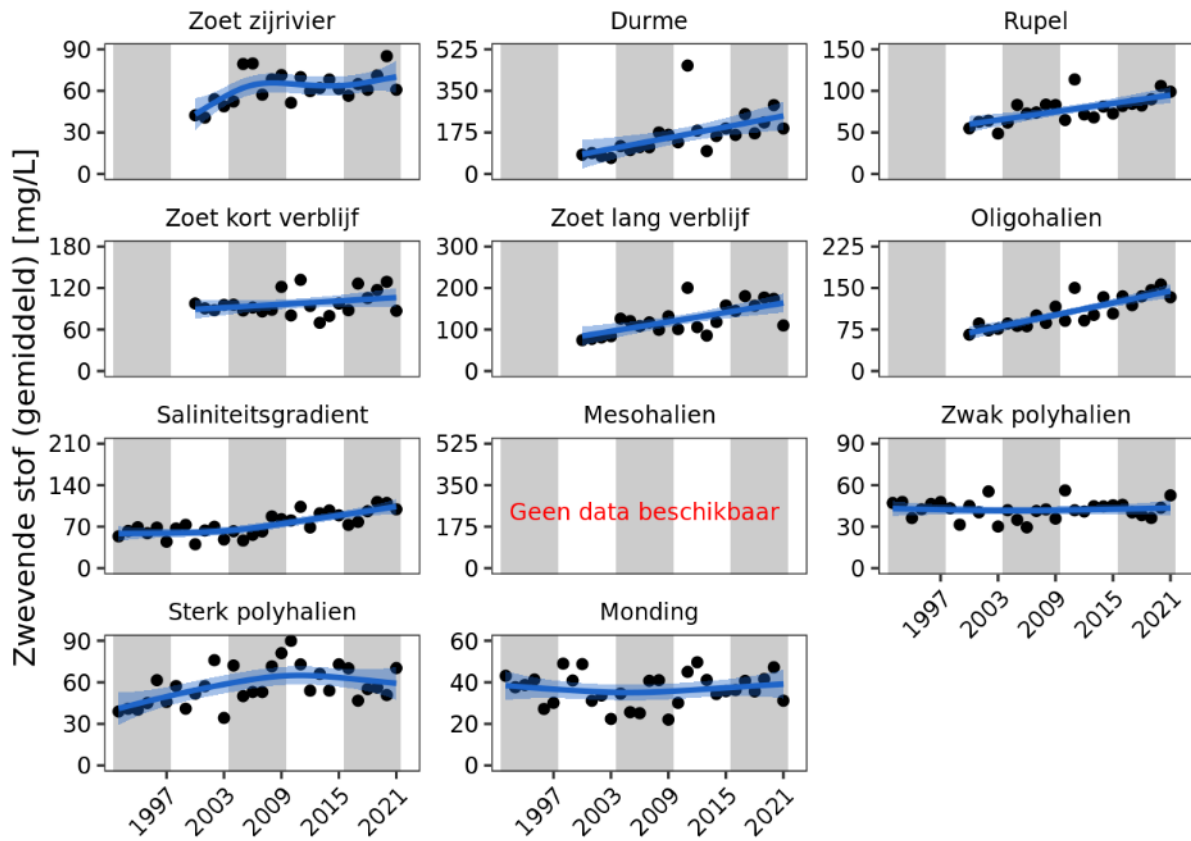 Zwevende stof (gemiddeld) [mg/L]
Zoet zijrivier
90
60
30
0
Durme
525
350
175
0
Rupel
150
100
50
0
Zoet kort verblijf
180
120
60
0
Zoet lang verblijf
300
200
100
0
Oligohalien
225
150
75
0
Saliniteitsgradient
210
140
70
0
Mesohalien
525
350
175
0
Geen data beschikbaar
Zwak polyhalien
90
60
30
0
1997 2003 2009 2015 2021
Sterk polyhalien
90
60
30
0
1997 2003 2009 2015 2021
Monding
60
40
20
0
1997 2003 2009 2015 2021